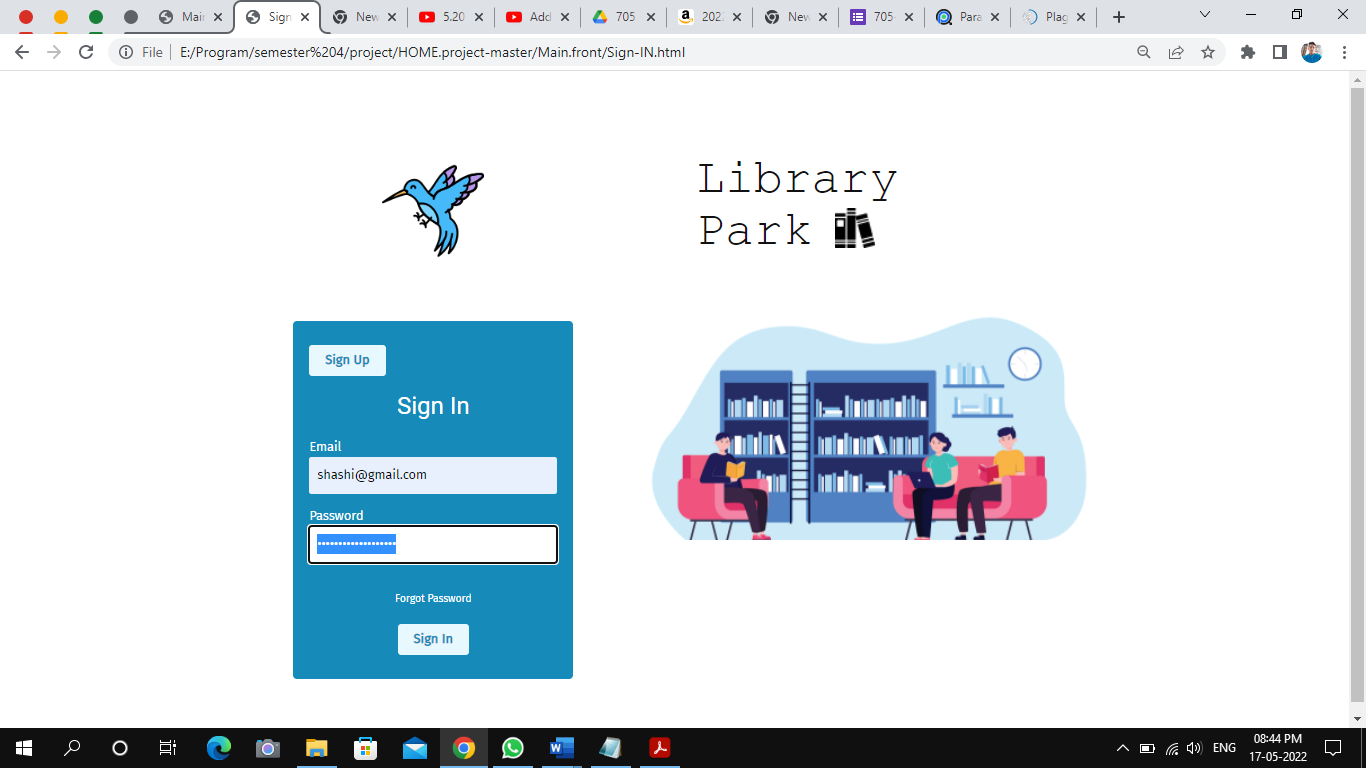 Main
Sign
New
5.20
Add
705
2022
New
705
Para
Plag
File
E:/Program/semester%204/project/HOME.project-master/Main.front/Sign-IN.html
Library
Park
Sign Up
Sign In
Email
shashi@gmail.com
Password
Forgot Password
Sign In
ENG
08:44 PM
17-05-2022